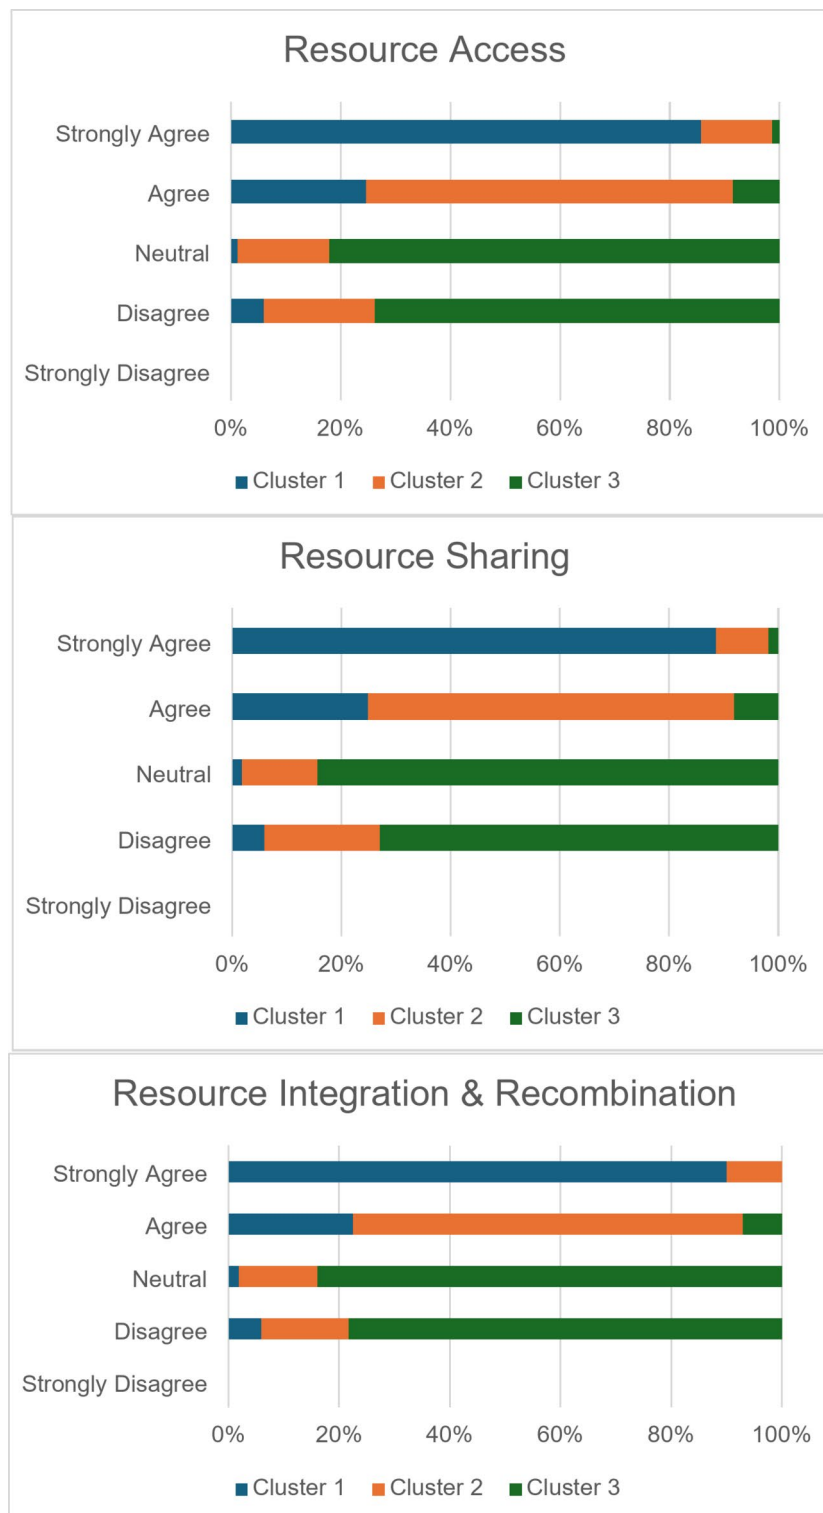 Resource Access
Strongly Agree
Agree
Neutral
Disagree
Strongly Disagree
0% 20% 40% 60% 80% 100%
Cluster 1 Cluster 2 Cluster 3
Resource Sharing
Strongly Agree
Agree
Neutral
Disagree
Strongly Disagree
0% 20% 40% 60% 80% 100%
Cluster 1 Cluster 2 Cluster 3
Resource Integration & Recombination
Strongly Agree
Agree
Neutral
Disagree
Strongly Disagree
0% 20% 40% 60% 80% 100%
Cluster 1 Cluster 2 Cluster 3